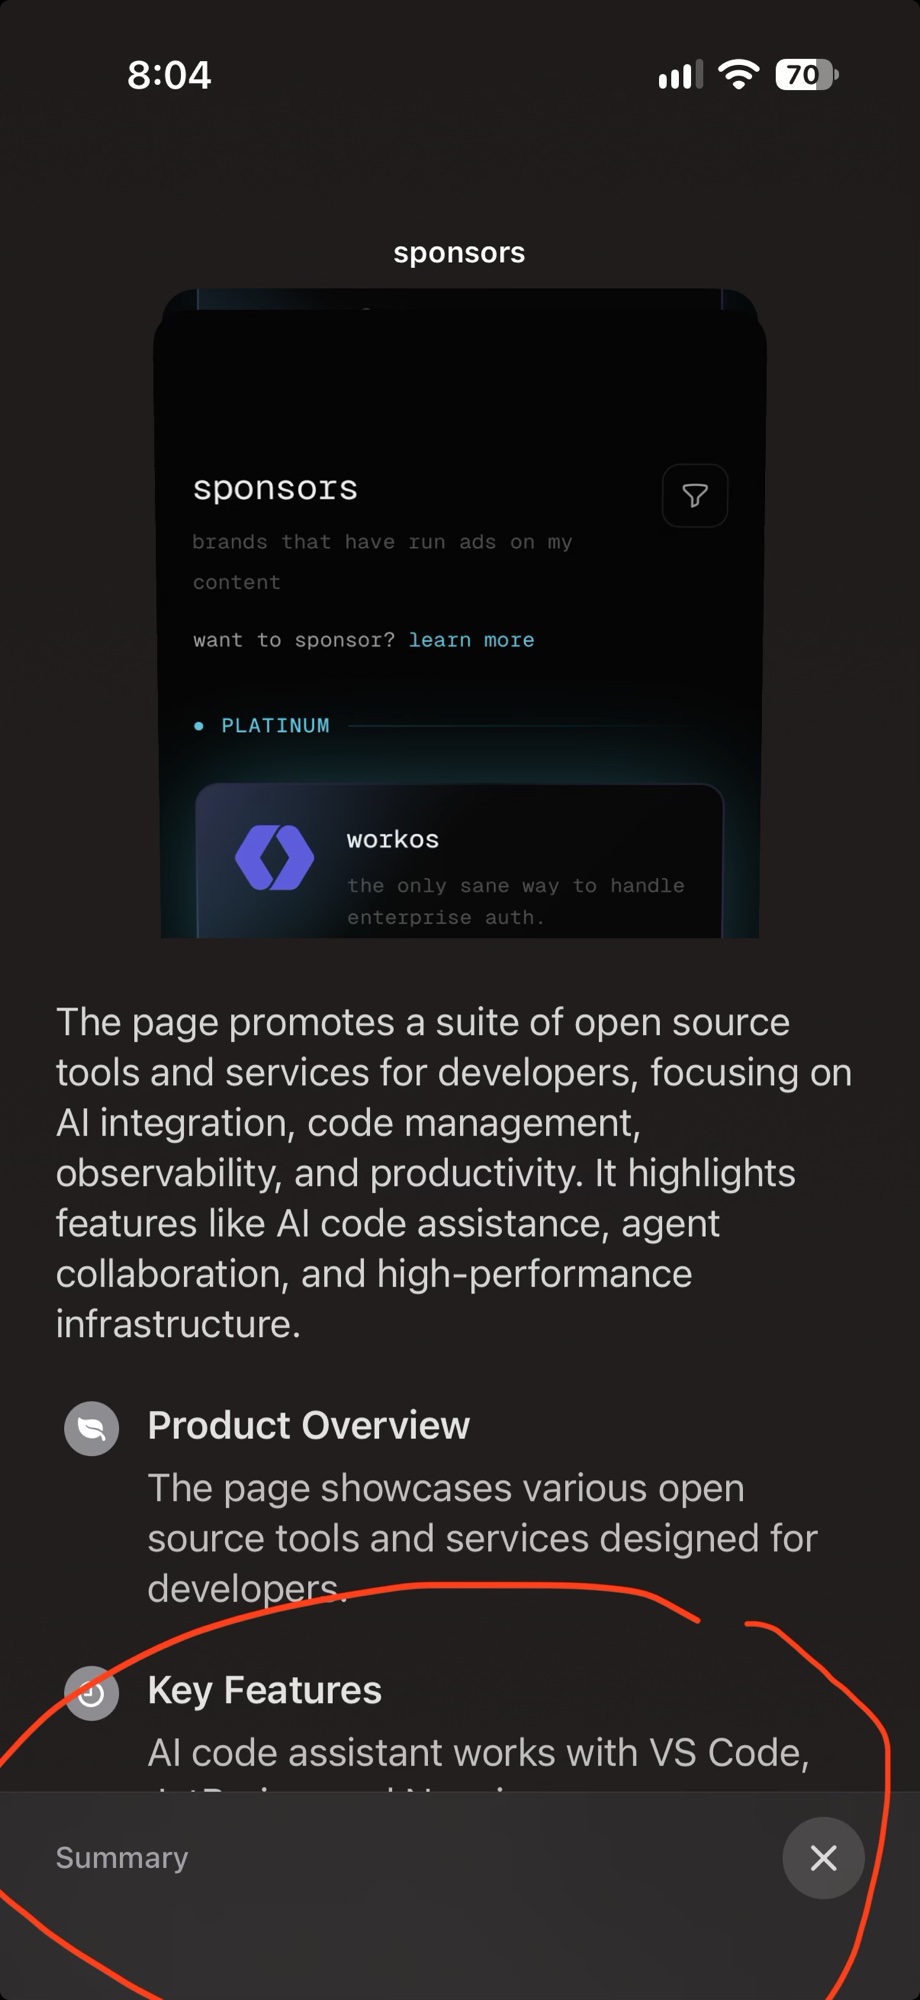 8:04
70
sponsors
sponsors
brands that have run ads on my
content
want to sponsor? learn more
PLATINUM
workos
the only sane way to handle
enterprise auth.
The page promotes a suite of open source
tools and services for developers, focusing on
AI integration, code management,
observability, and productivity. It highlights
features like AI code assistance, agent
collaboration, and high-performance
infrastructure.
Product Overview
The page showcases various open
source tools and services designed for
developers.
Key Features
AI code assistant works with VS Code,
Summary